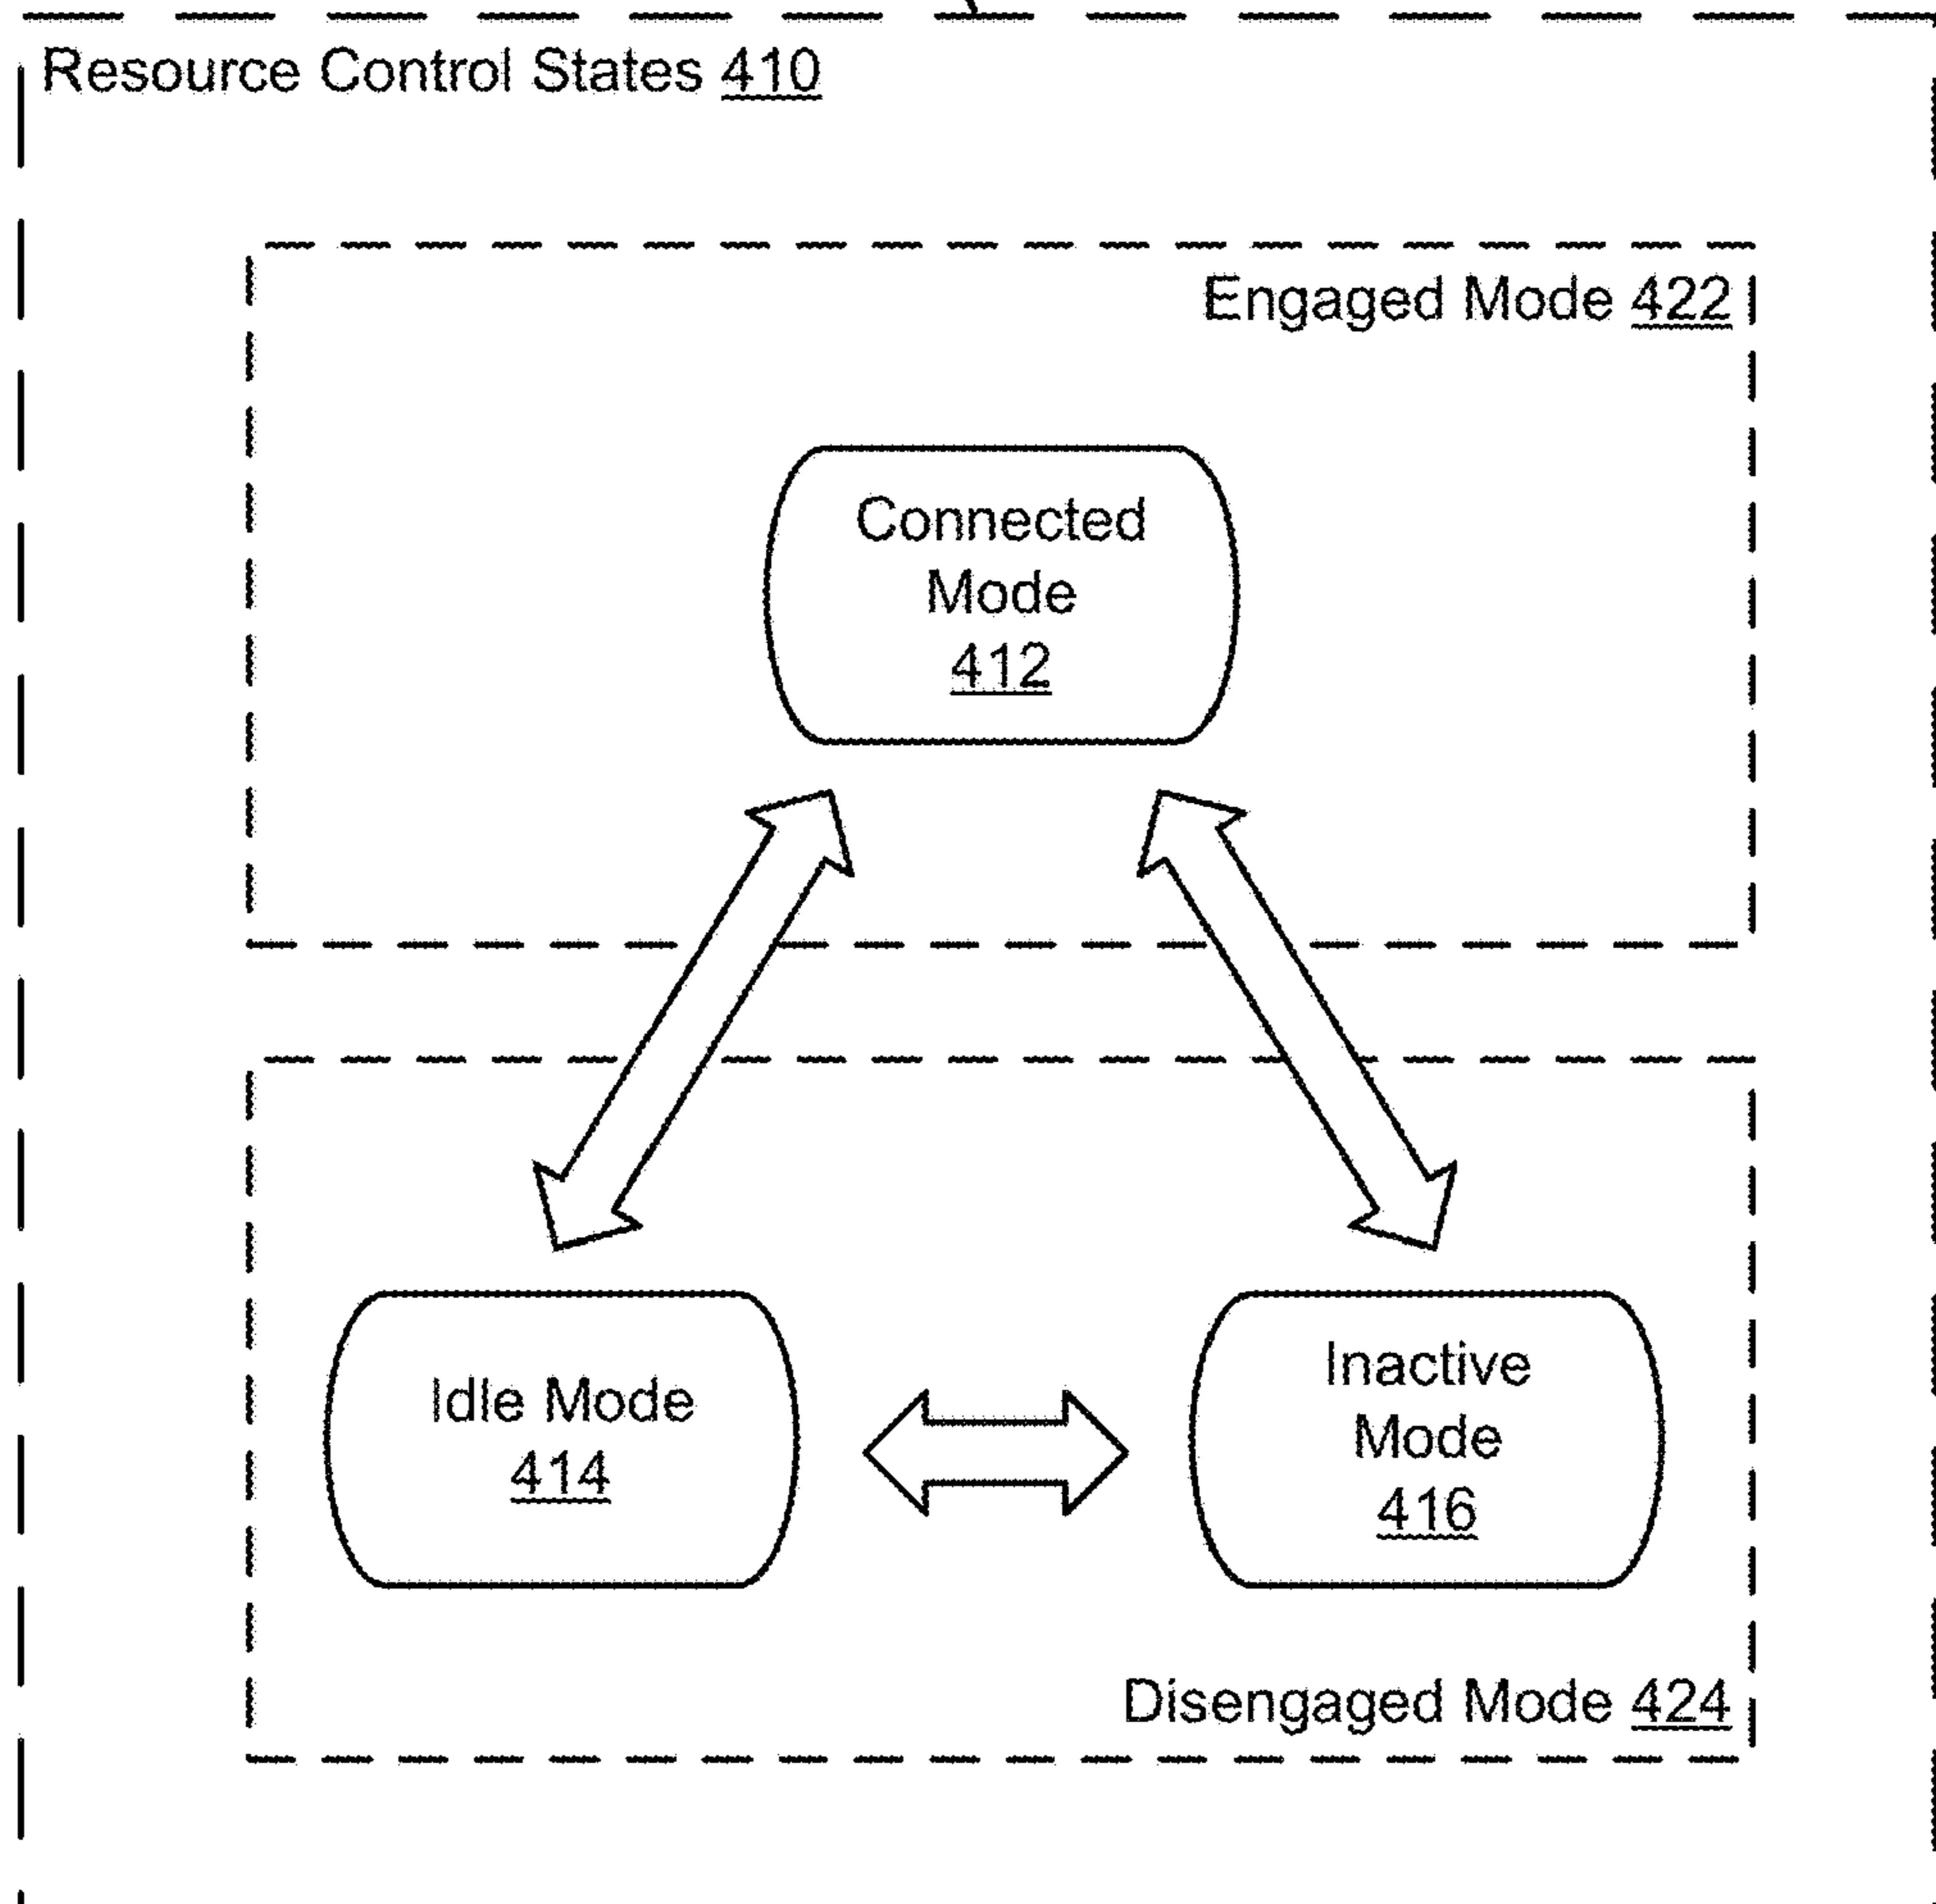 Resource Control States 410
Engaged Mode 422
Connected
Mode
412
Idle Mode
414
Inactive
Mode
416
Disengaged Mode 424